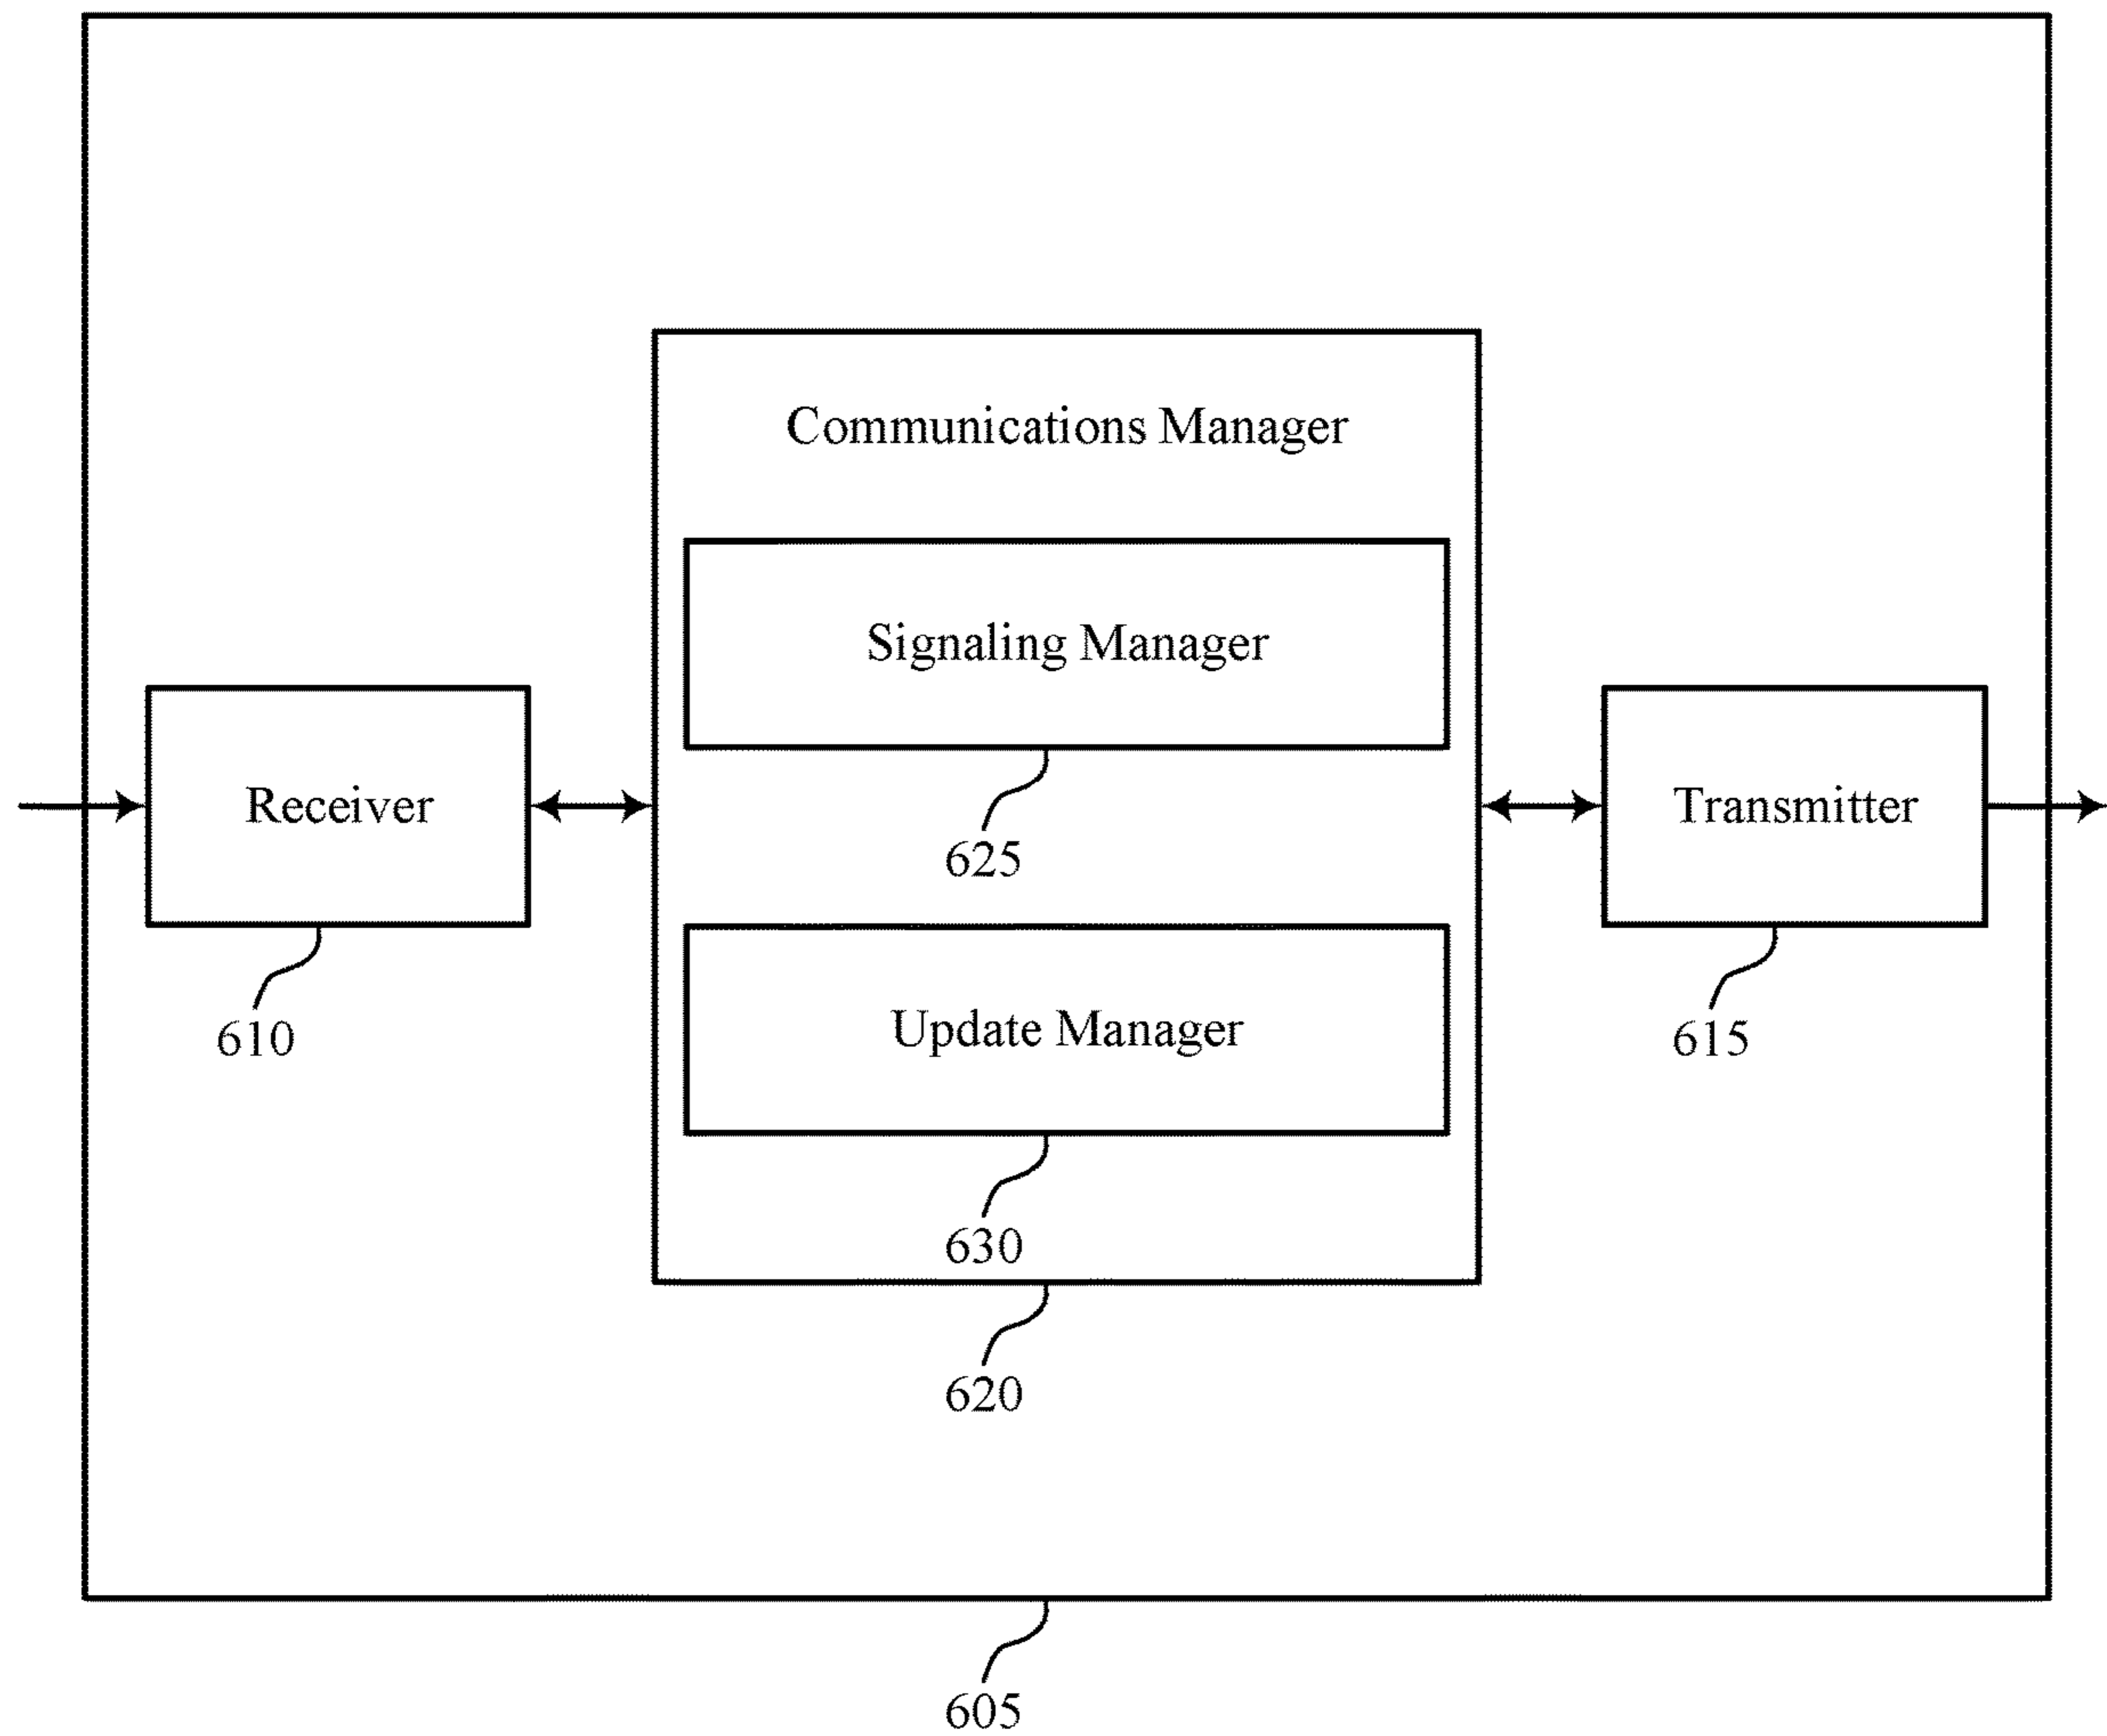 Communications Manager
Signaling Manager
Receiver
Transmitter
625
Update Manager
610
615
630
620
605